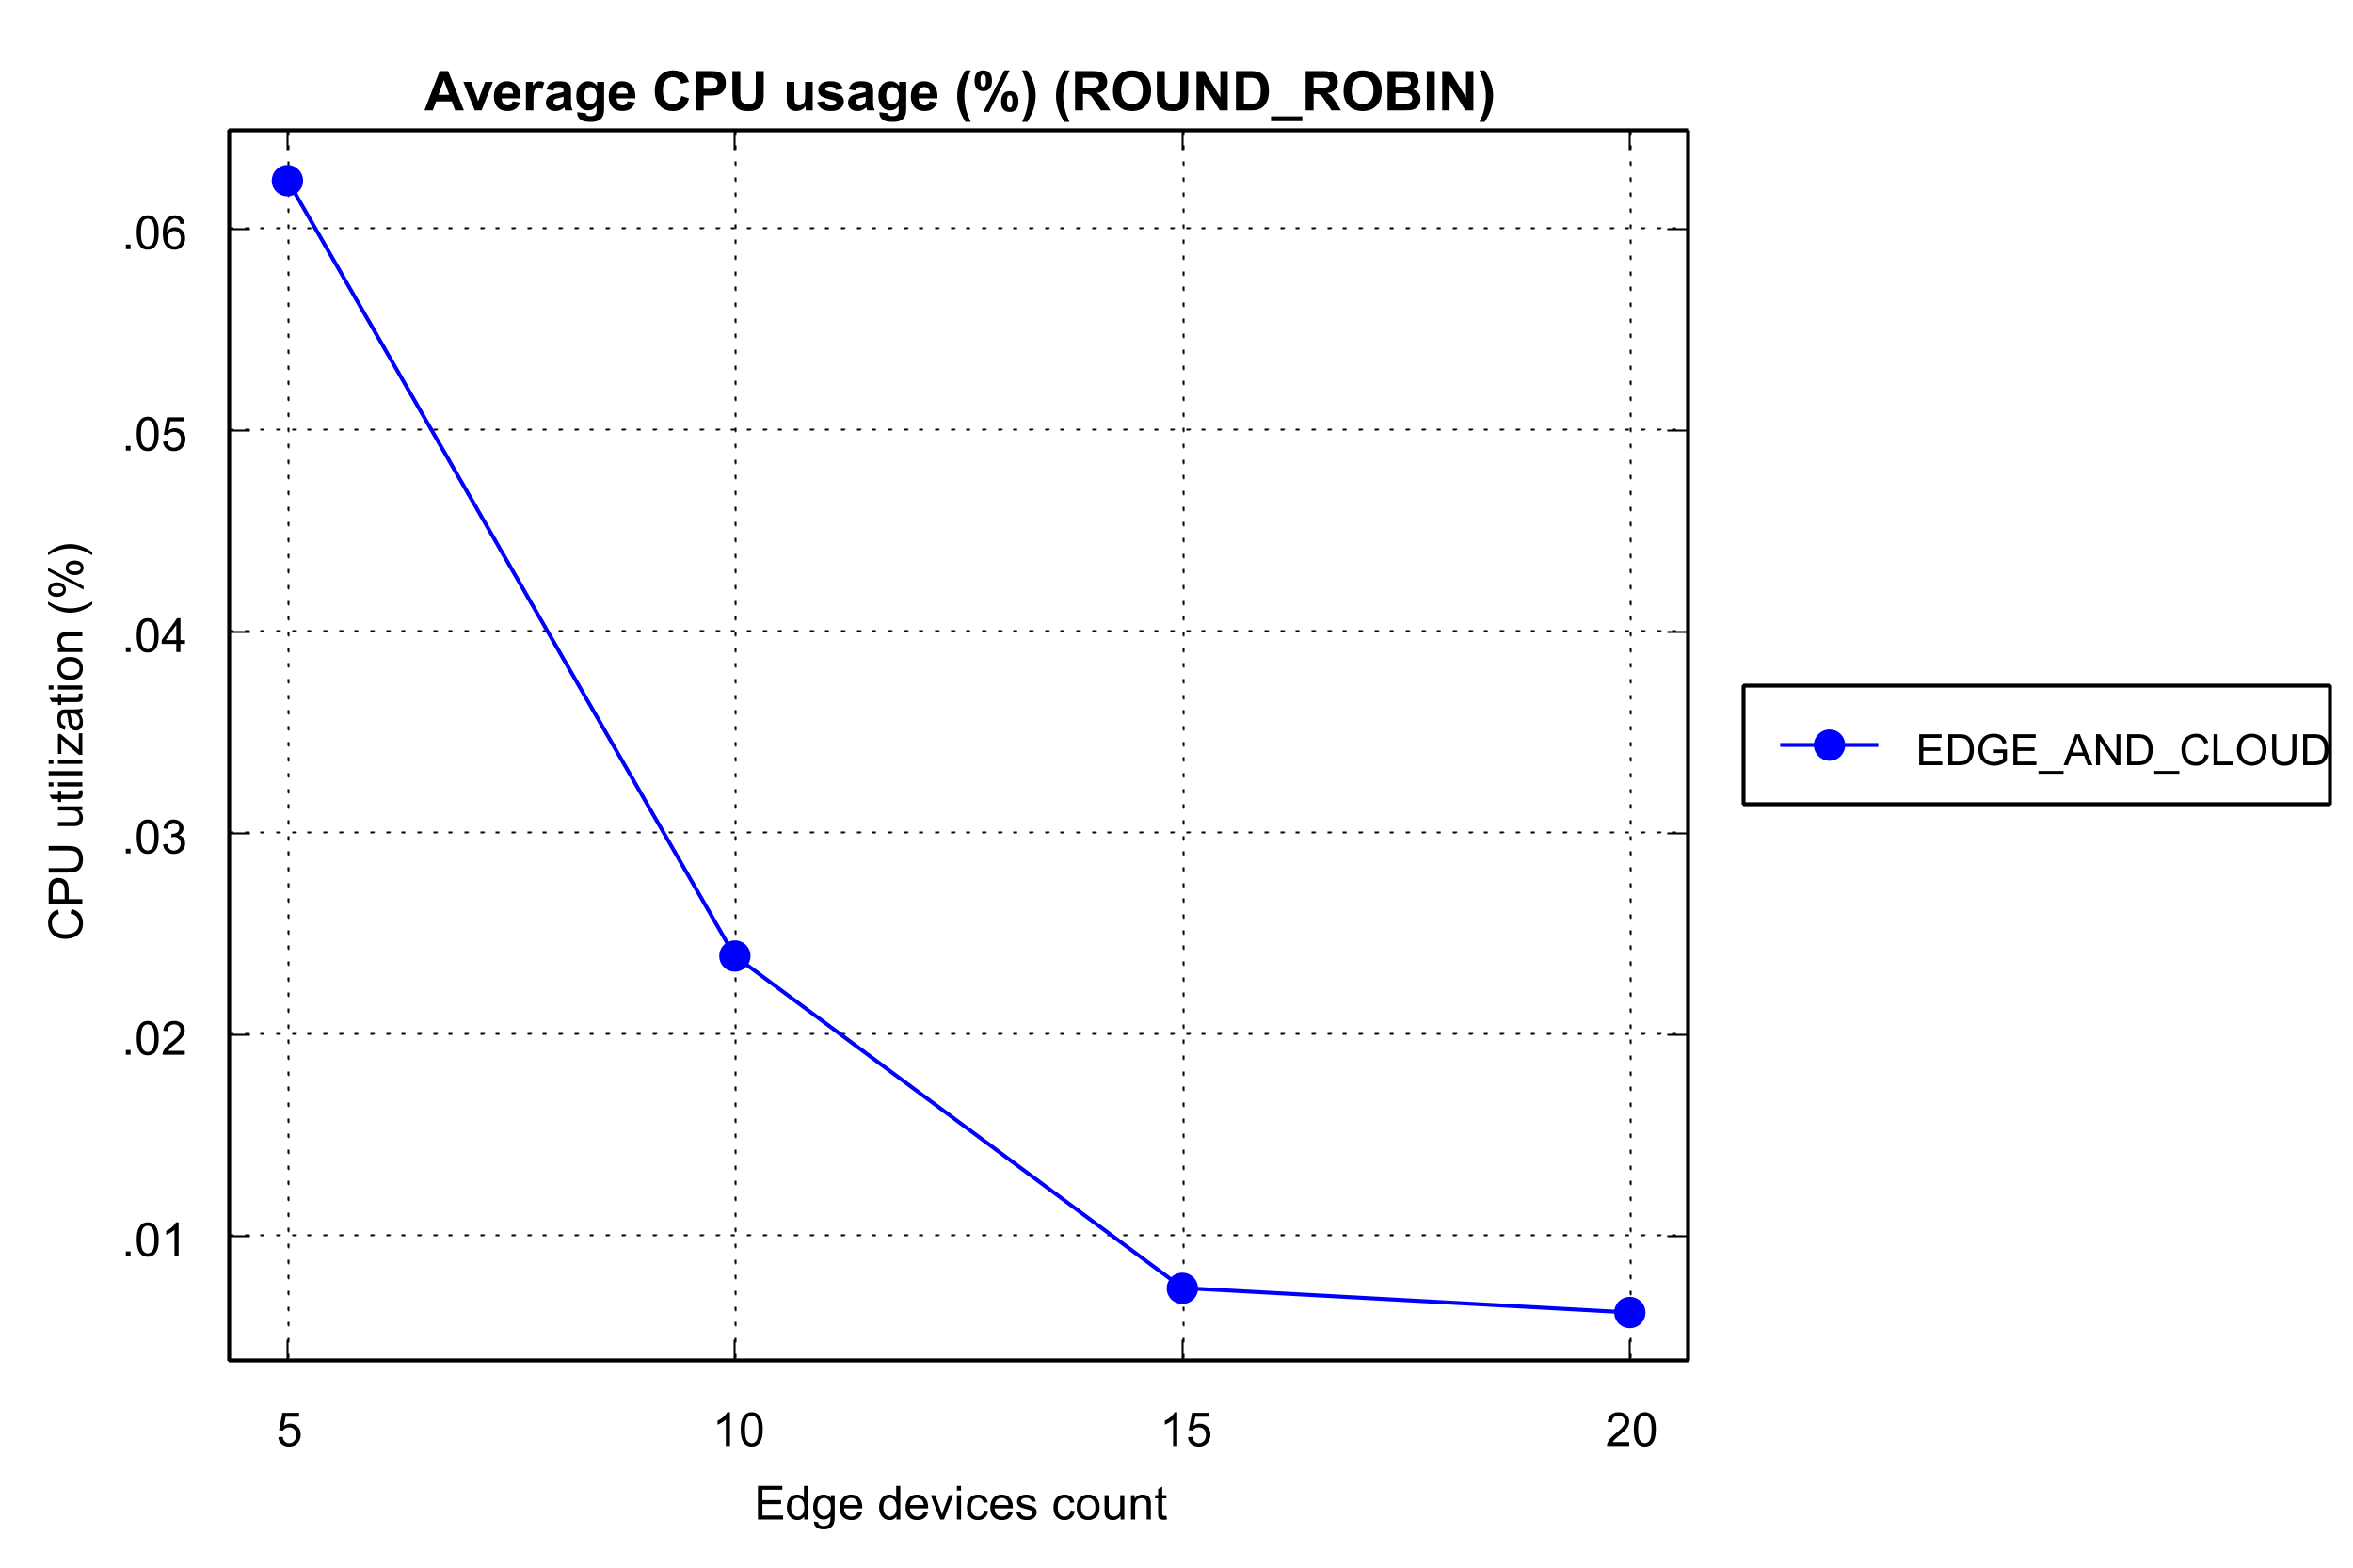 Average CPU usage (%) (ROUND_ROBIN)
CPU utilization (%)
.06
.05
.04
.03
.02
.01
5 10 15 20
Edge devices count
EDGE_AND_CLOUD